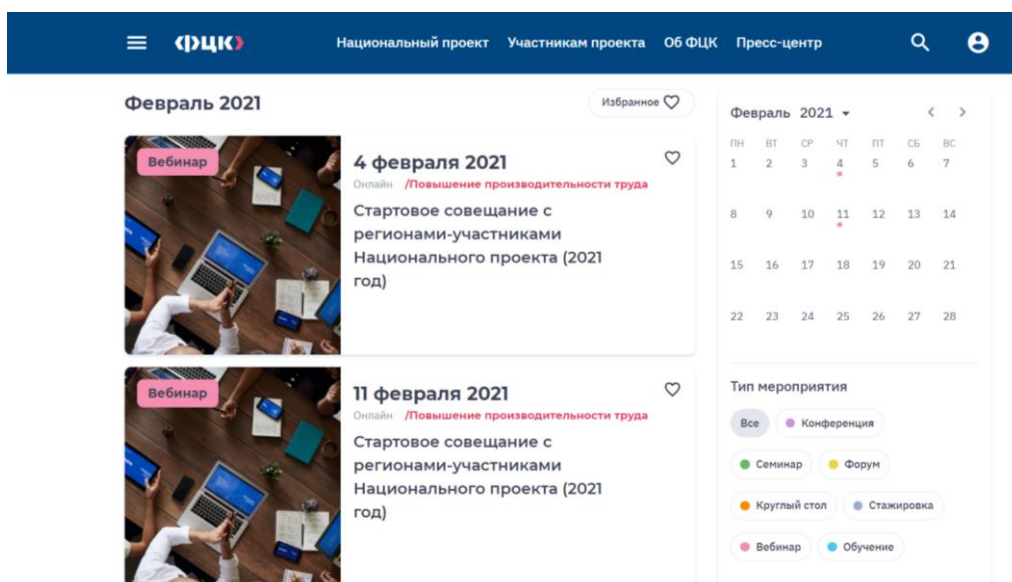 ФЦК
Национальный проект
Участникам проекта
Об ФЦК
Пресс-центр
Февраль 2021
Избранное
Вебинар
4 февраля 2021
Онлайн /Повышение производительности труда
Стартовое совещание с
регионами-участниками
Национального проекта (2021
год)
Вебинар
11 февраля 2021
Онлайн /Повышение производительности труда
Стартовое совещание с
регионами-участниками
Национального проекта (2021
год)
Февраль 2021
ПН ВТ СР ЧТ ПТ СБ ВС
1 2 3 4 5 6 7
8 9 10 11 12 13 14
15 16 17 18 19 20 21
22 23 24 25 26 27 28
Тип мероприятия
Все
Конференция
Семинар
Форум
Круглый стол
Стажировка
Вебинар
Обучение